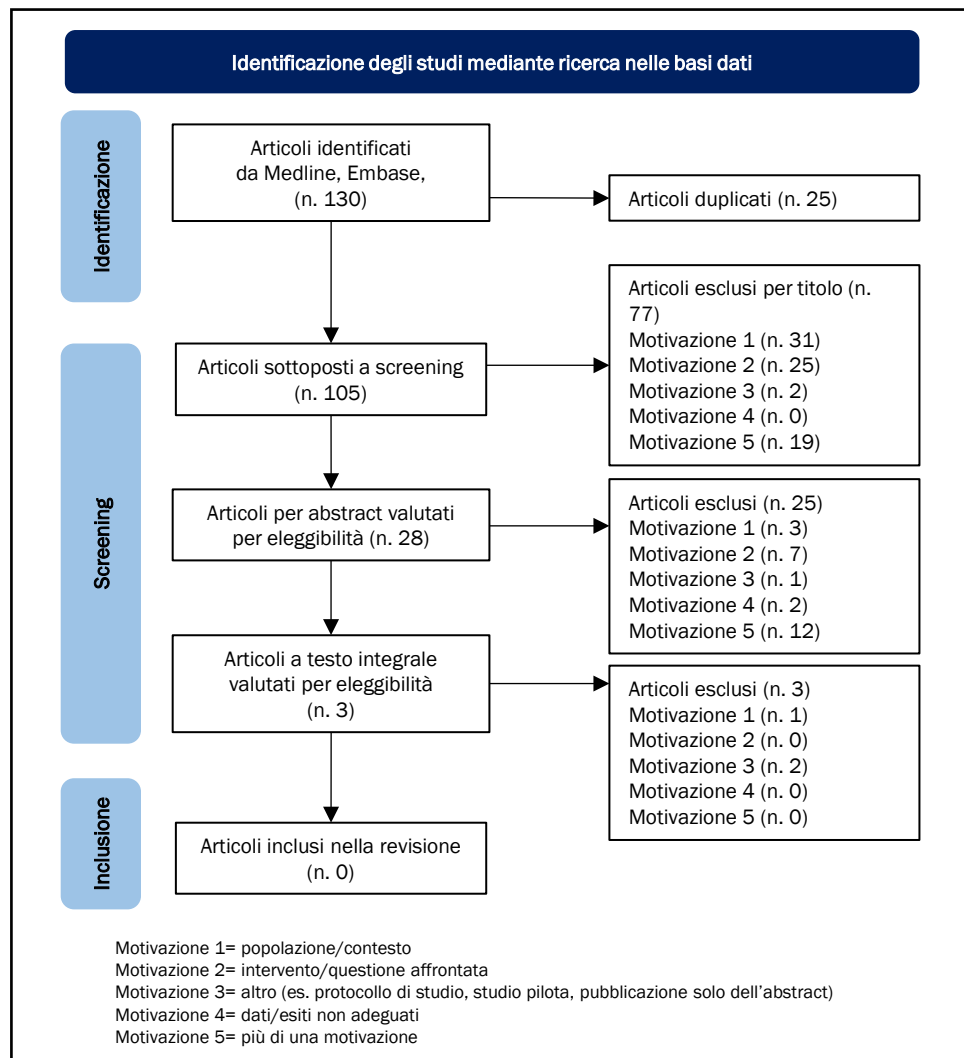 Identificazione degli studi mediante ricerca nelle basi dati
Identificazione
Articoli identificati
da Medline, Embase,
(n. 130)
Articoli duplicati (n. 25)
Screening
Articoli sottoposti a screening
(n. 105)
Articoli esclusi per titolo (n.
77)
Motivazione 1 (n. 31)
Motivazione 2 (n. 25)
Motivazione 3 (n. 2)
Motivazione 4 (n. 0)
Motivazione 5 (n. 19)
Articoli per abstract valutati
per eleggibilità (n. 28)
Articoli esclusi (n. 25)
Motivazione 1 (n. 3)
Motivazione 2 (n. 7)
Motivazione 3 (n. 1)
Motivazione 4 (n. 2)
Motivazione 5 (n. 12)
Articoli a testo integrale
valutati per eleggibilità
(n. 3)
Articoli esclusi (n. 3)
Motivazione 1 (n. 1)
Motivazione 2 (n. 0)
Motivazione 3 (n. 2)
Motivazione 4 (n. 0)
Motivazione 5 (n. 0)
Inclusione
Articoli inclusi nella revisione
(n. 0)
Motivazione 1= popolazione/contesto
Motivazione 2= intervento/questione affrontata
Motivazione 3= altro (es. protocollo di studio, studio pilota, pubblicazione solo dell'abstract)
Motivazione 4= dati/esiti non adeguati
Motivazione 5= più di una motivazione